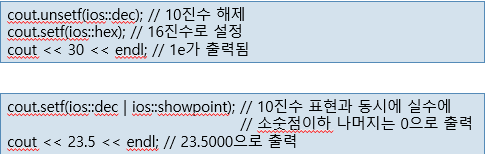 cout.unsetf(ios::dec); // 10진수 해제
cout.setf(ios::hex); // 16진수로 설정
cout << 30 << endl; // 1e가 출력됨
cout.setf(ios::dec | ios::showpoint); // 10진수 표현과 동시에 실수에
// 소숫점이하 나머지는 0으로 출력
cout << 23.5 << endl; // 23.5000으로 출력